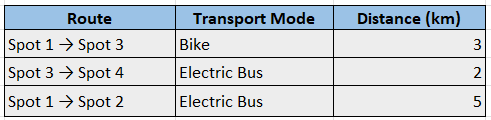 Route Transport Mode Distance (km)
Spot 1 → Spot 3 Bike 3
Spot 3 → Spot 4 Electric Bus 2
Spot 1 → Spot 2 Electric Bus 5